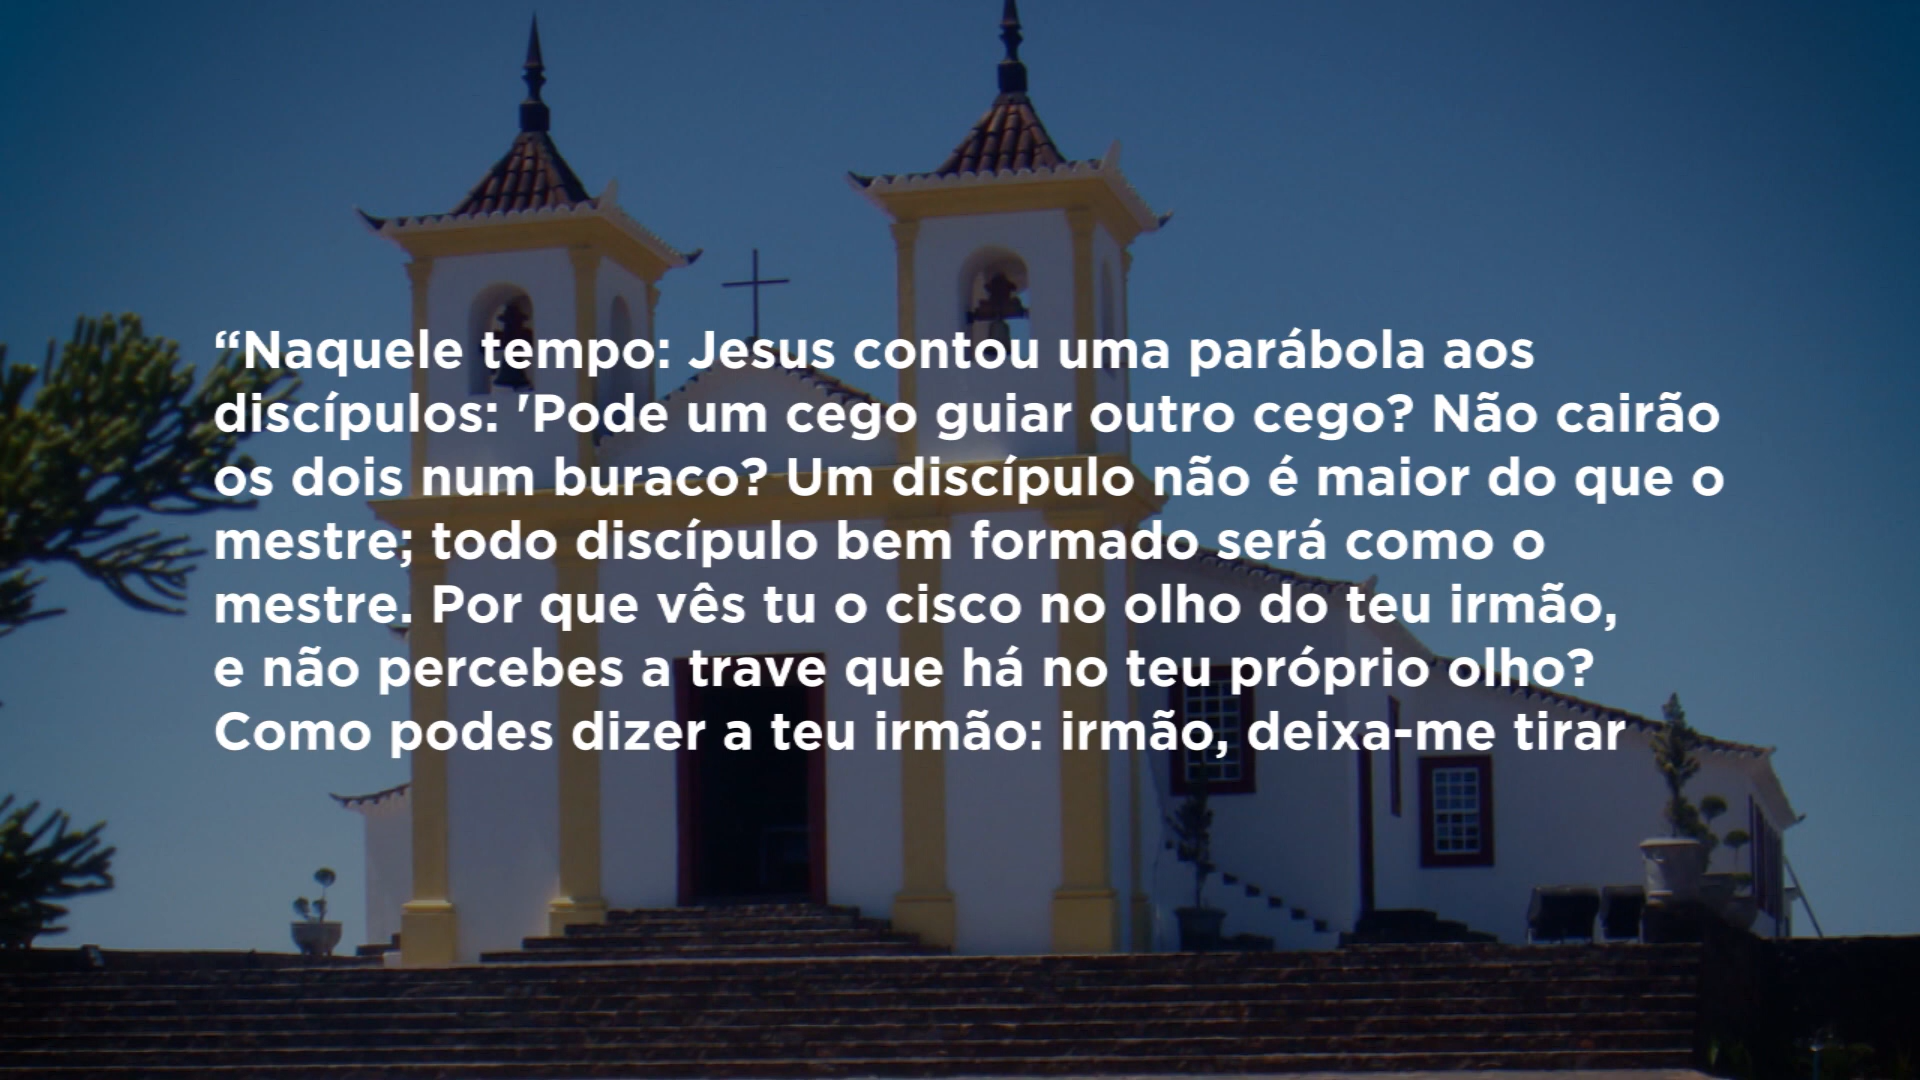 “Naquele tempo: Jesus contou uma parábola aos
discípulos: 'Pode um cego guiar outro cego? Não cairão
os dois num buraco? Um discípulo não é maior do que o
mestre; todo discípulo bem formado será como o
mestre. Por que vês tu o cisco no olho do teu irmão,
e não percebes a trave que há no teu próprio olho?
Como podes dizer a teu irmão: irmão, deixa-me tirar